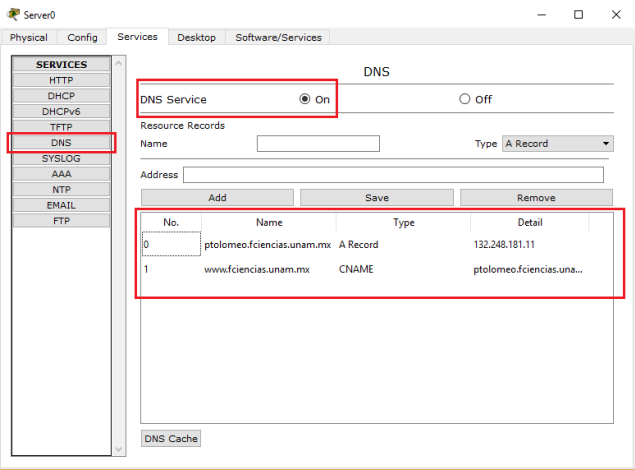 Server0
Physical Config Services Desktop Software/Services
SERVICES
HTTP
DHCP
DHCPv6
TFTP
DNS
SYSLOG
AAA
NTP
EMAIL
FTP
DNS
DNS Service On Off
Resource Records
Name Type A Record
Address
Add Save Remove
No. Name Type Detail
0 ptolomeo.fciencias.unam.mx A Record 132.248.181.11
1 www.fciencias.unam.mx CNAME ptolomeo.fciencias.una...
DNS Cache